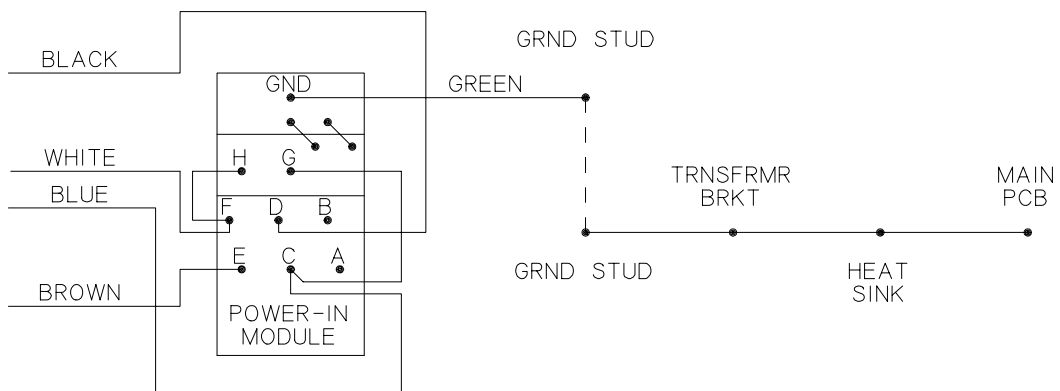 GRND STUD
BLACK
GND
GREEN
WHITE
H G
BLUE
TRNSFRMR
BRKT
MAIN
PCB
F D B
E C A
GRND STUD
HEAT
SINK
BROWN
POWER-IN
MODULE